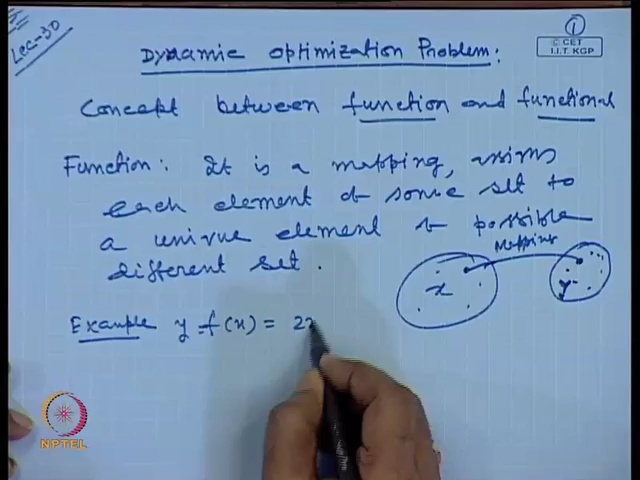 Lec-30
1
© CET
I.I.T. KGP
Dynamic optimization Problem:
Concept between function and functional
Function: It is a mapping, assigns
each element of some set to
a unique element of possible
different set.
Mapping
x
y
Example y = f(x) = 2x
NPTEL